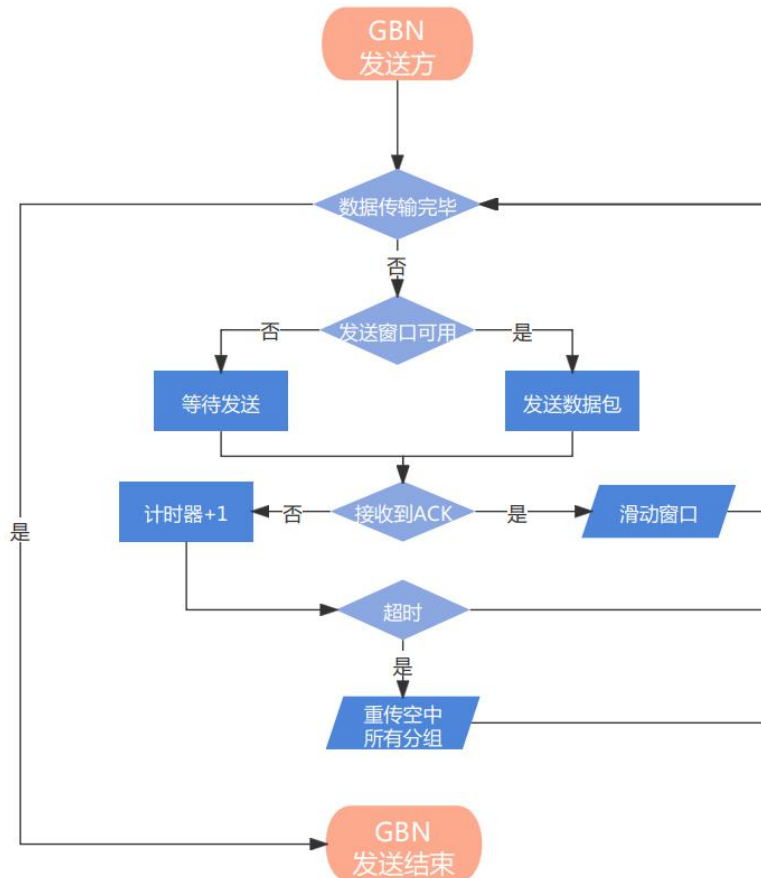 GBN
发送方
数据传输完毕
否
否
发送窗口可用
是
等待发送
发送数据包
计时器+1
否
接收到ACK
是
滑动窗口
是
超时
是
重传空中
所有分组
GBN
发送结束